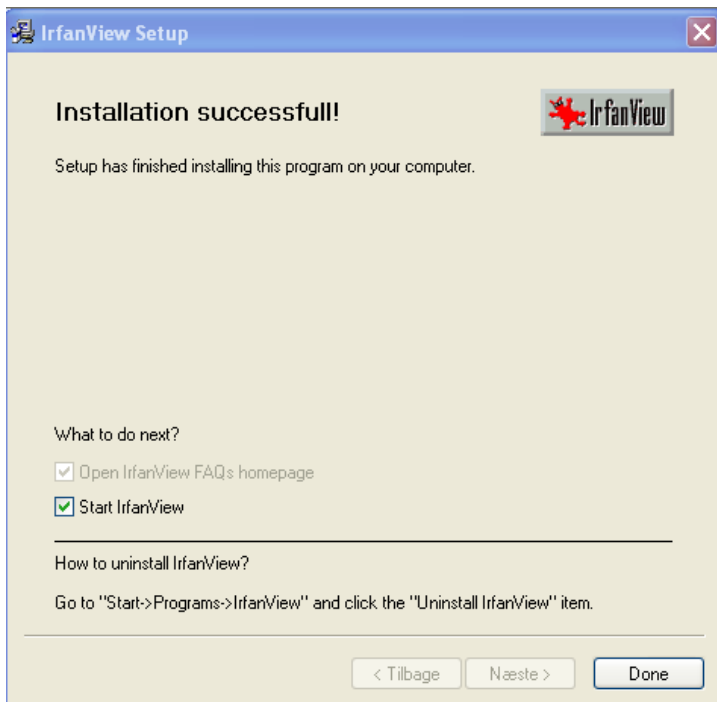 IrfanView Setup
Installation successfull!
IrfanView
Setup has finished installing this program on your computer.
What to do next?
Open IrfanView FAQs homepage
Start IrfanView
How to uninstall IrfanView?
Go to "Start->Programs->IrfanView" and click the "Uninstall IrfanView" item.
< Tilbage  Næste >  Done